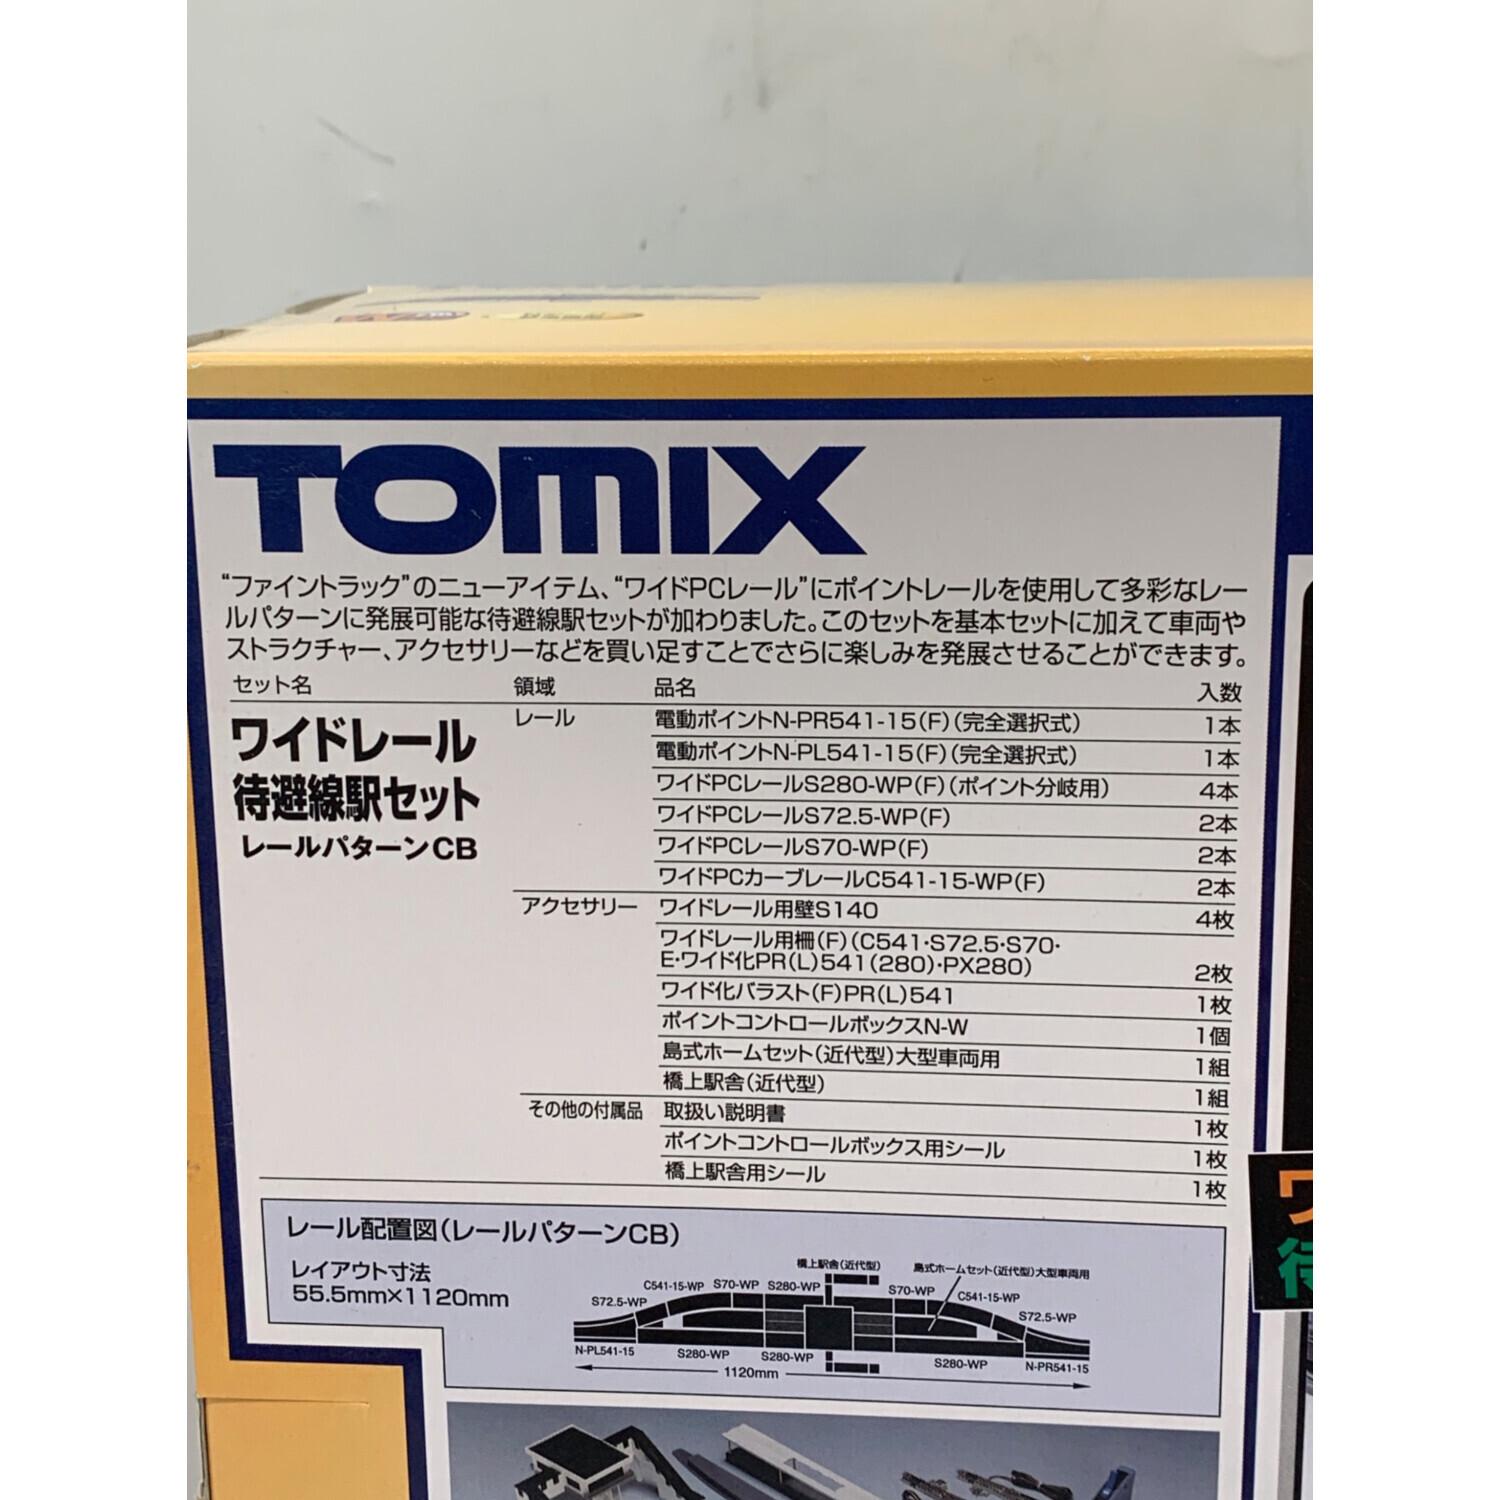 TOMIX
“ファイントラック”のニューアイテム、“ワイドPCレール”にポイントレールを使用して多彩なレー
ルパターンに発展可能な待避線駅セットが加わりました。このセットを基本セットに加えて車両や
ストラクチャー、アクセサリーなどを買い足すことでさらに楽しみを発展させることができます。
セット名 領域 品名 入数
ワイドレール
待避線駅セット
レールパターンCB
レール 電動ポイントN-PR541-15(F)(完全選択式) 1本
電動ポイントN-PL541-15(F)(完全選択式) 1本
ワイドPCレールS280-WP(F)(ポイント分岐用) 4本
ワイドPCレールS72.5-WP(F) 2本
ワイドPCレールS70-WP(F) 2本
ワイドPCカーブレールC541-15-WP(F) 2本
アクセサリー ワイドレール用壁S140 4枚
ワイドレール用柵(F)(C541・S72.5・S70・
E・ワイド化PR(L)541(280)・PX280) 2枚
ワイド化バラスト(F)PR(L)541 1枚
ポイントコントロールボックスN-W 1個
島式ホームセット(近代型)大型車両用 1組
橋上駅舎(近代型) 1組
その他の付属品 取扱い説明書 1枚
ポイントコントロールボックス用シール 1枚
橋上駅舎用シール 1枚
レール配置図(レールパターンCB)
レイアウト寸法
55.5mm×1120mm
橋上駅舎(近代型) 島式ホームセット(近代型)大型車両用
S72.5-WP C541-15-WP S70-WP S280-WP S70-WP C541-15-WP S72.5-WP
N-PL541-15 S280-WP S280-WP S280-WP N-PR541-15
1120mm